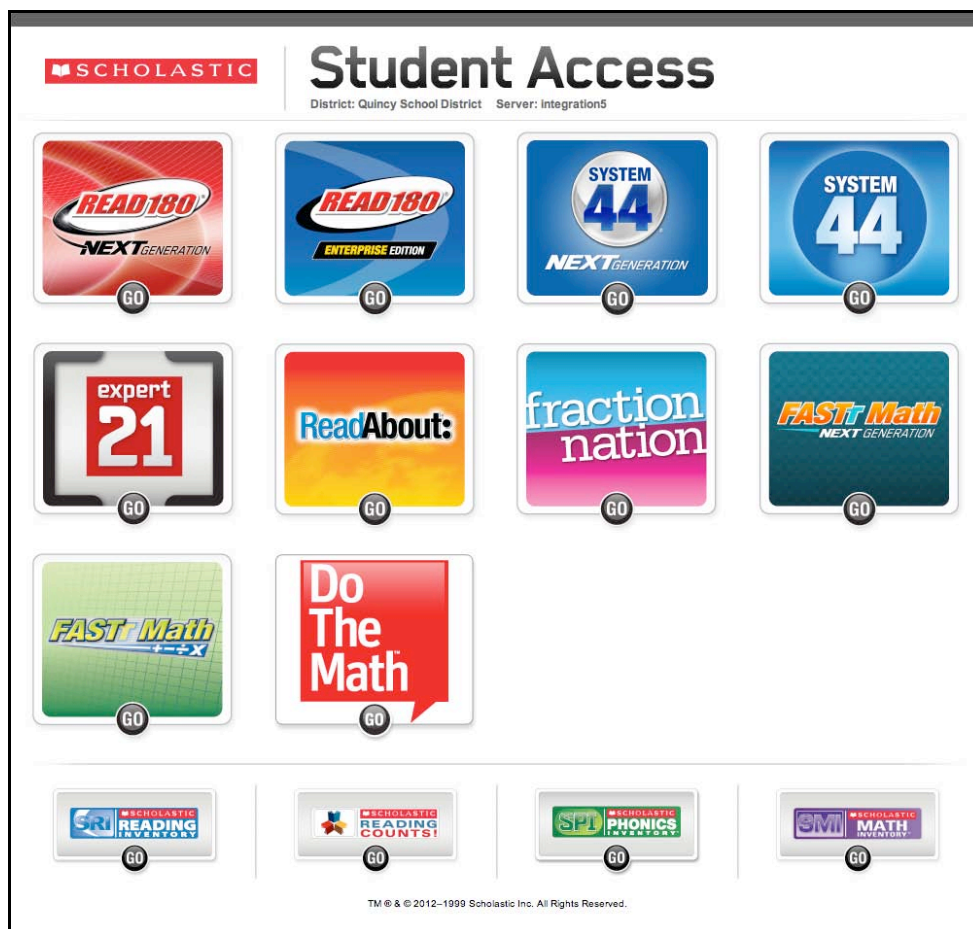 SCHOLASTIC
Student Access
District: Quincy School District Server: integration5
READ 180®
NEXT GENERATION
GO
READ 180®
ENTERPRISE EDITION
GO
SYSTEM
44
NEXT GENERATION
GO
SYSTEM
44
GO
expert
21
GO
ReadAbout:
GO
fraction
nation
GO
FASTT Math
NEXT GENERATION
GO
FASTT Math
+−÷x
GO
Do
The
Math™
GO
SRI SCHOLASTIC
READING
INVENTORY®
GO
SCHOLASTIC
READING
COUNTS!
GO
SPI SCHOLASTIC
PHONICS
INVENTORY®
GO
SMI SCHOLASTIC
MATH
INVENTORY®
GO
TM ® & © 2012–1999 Scholastic Inc. All Rights Reserved.